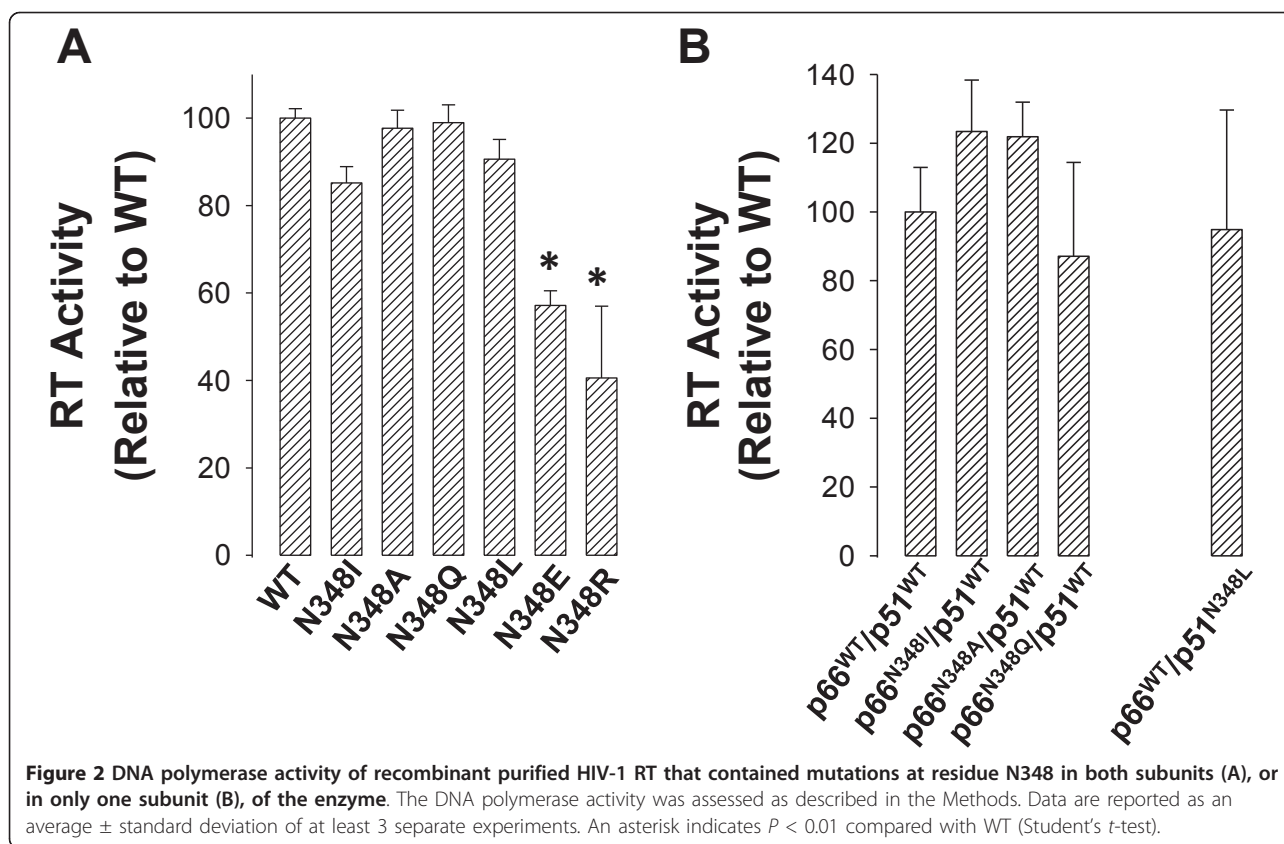 A
RT Activity
(Relative to WT)
100
80
60
40
20
0
*
*
WT
N348I
N348A
N348Q
N348L
N348E
N348R
B
RT Activity
(Relative to WT)
140
120
100
80
60
40
20
0
p66WT/p51WT
p66N348I/p51WT
p66N348A/p51WT
p66N348Q/p51WT
p66WT/p51N348L
Figure 2 DNA polymerase activity of recombinant purified HIV-1 RT that contained mutations at residue N348 in both subunits (A), or
in only one subunit (B), of the enzyme. The DNA polymerase activity was assessed as described in the Methods. Data are reported as an
average ± standard deviation of at least 3 separate experiments. An asterisk indicates P < 0.01 compared with WT (Student's t-test).